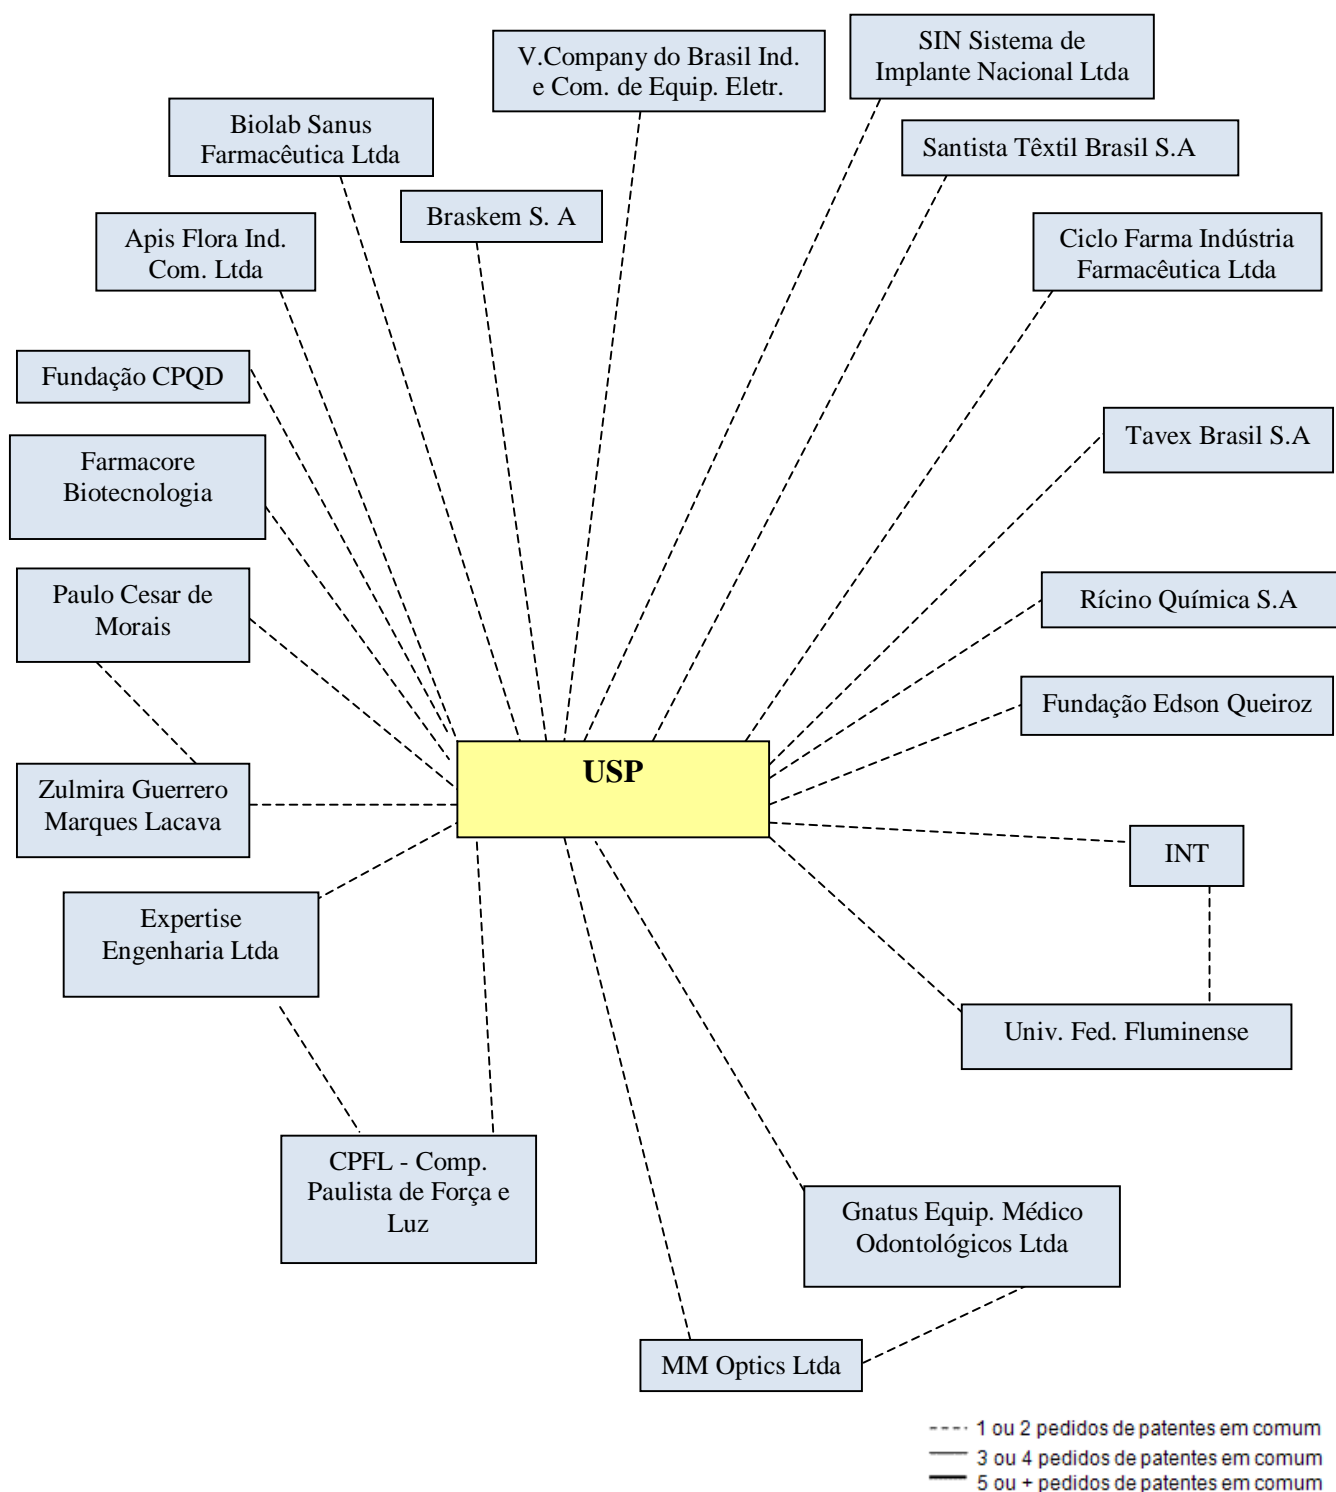 V.Company do Brasil Ind.
e Com. de Equip. Eletr.
SIN Sistema de
Implante Nacional Ltda
Biolab Sanus
Farmacêutica Ltda
Santista Têxtil Brasil S.A
Braskem S. A
Apis Flora Ind.
Com. Ltda
Ciclo Farma Indústria
Farmacêutica Ltda
Fundação CPQD
Tavex Brasil S.A
Farmacore
Biotecnologia
Paulo Cesar de
Morais
Rícino Química S.A
Fundação Edson Queiroz
USP
Zulmira Guerrero
Marques Lacava
INT
Expertise
Engenharia Ltda
Univ. Fed. Fluminense
CPFL - Comp.
Paulista de Força e
Luz
Gnatus Equip. Médico
Odontológicos Ltda
MM Optics Ltda
1 ou 2 pedidos de patentes em comum
3 ou 4 pedidos de patentes em comum
5 ou + pedidos de patentes em comum